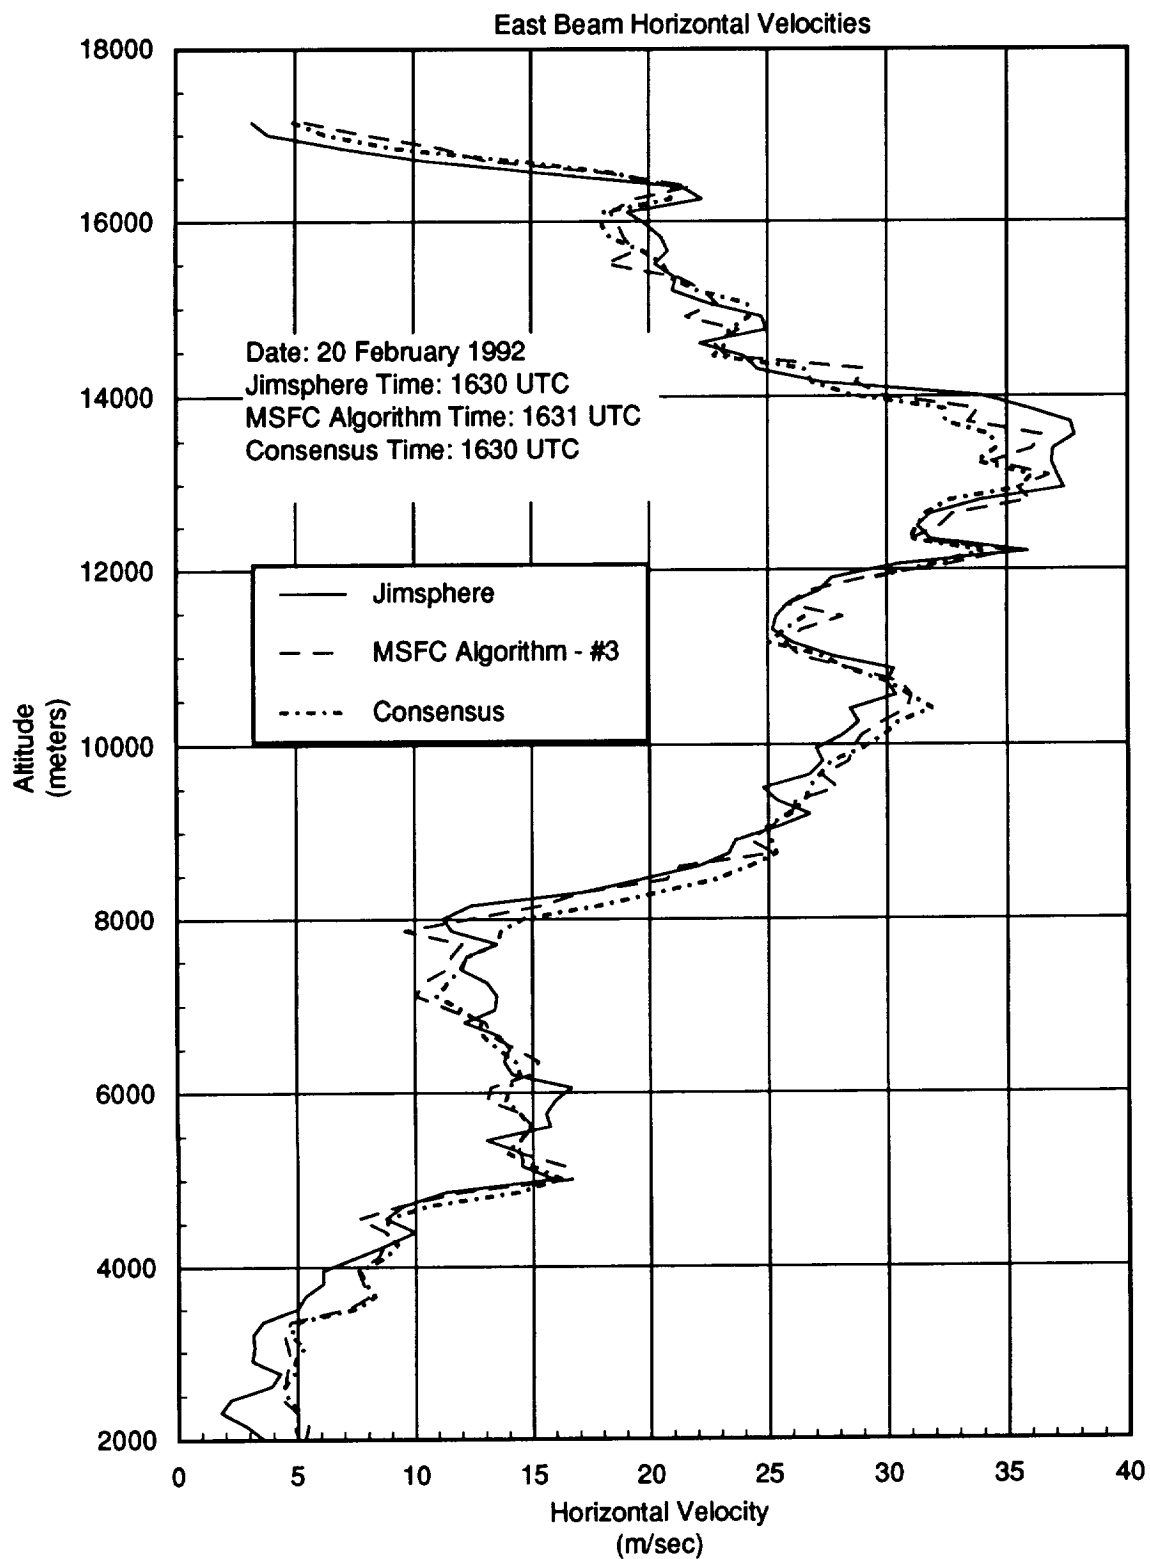 East Beam Horizontal Velocities
18000
16000
Date: 20 February 1992
Jimsphere Time: 1630 UTC
14000
MSFC Algorithm Time: 1631 UTC
Consensus Time: 1630 UTC
12000
Jimsphere
MSFC Algorithm - #3
Consensus
Altitude
(meters)
10000
8000
6000
4000
2000
0 5 10 15 20 25 30 35 40
Horizontal Velocity
(m/sec)